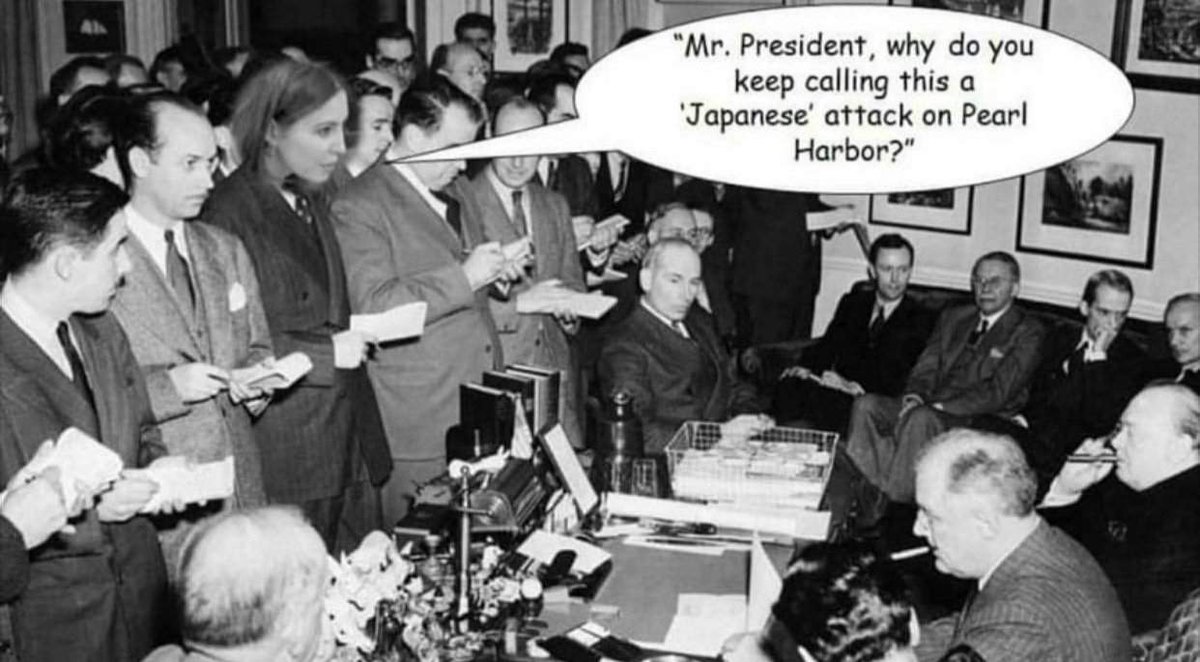 "Mr. President, why do you
keep calling this a
'Japanese' attack on Pearl
Harbor?"